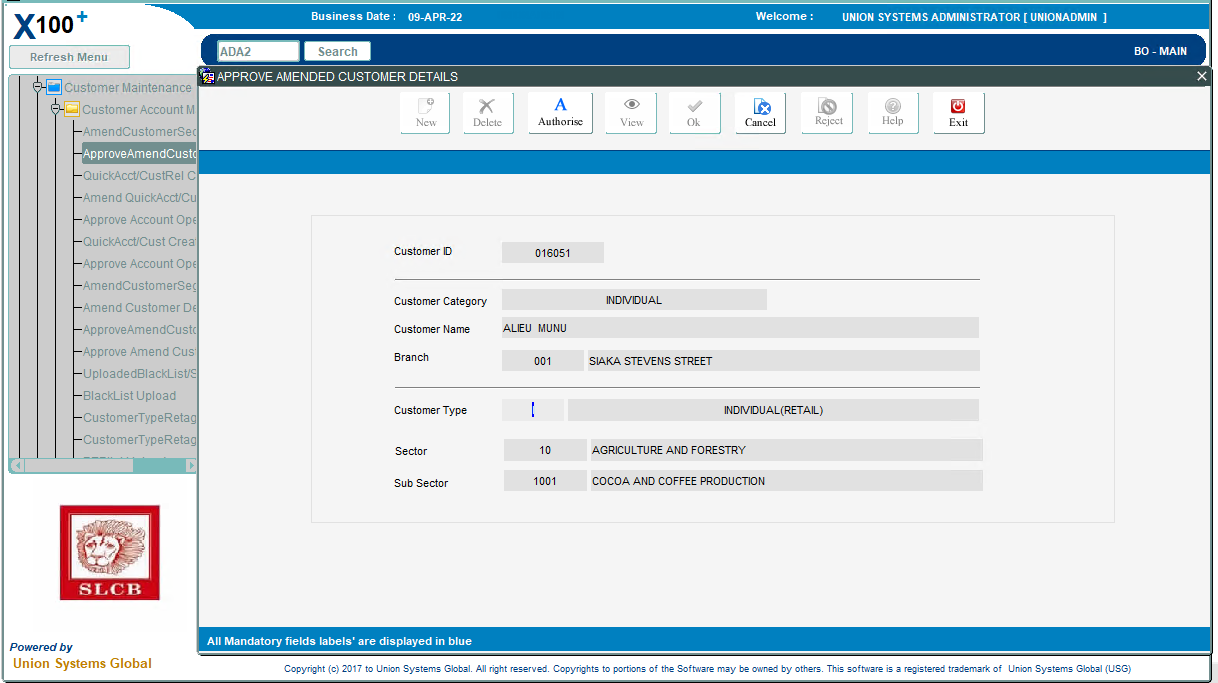 X100+
Business Date : 09-APR-22
Welcome : UNION SYSTEMS ADMINISTRATOR [ UNIONADMIN ]
Refresh Menu
ADA2
Search
BO - MAIN
Customer Maintenance
Customer Account M
AmendCustomerSec
ApproveAmendCusto
QuickAcct/CustRel C
Amend QuickAcct/Cu
Approve Account Ope
QuickAcct/Cust Crea
Approve Account Ope
AmendCustomerSeg
Amend Customer De
ApproveAmendCusto
Approve Amend Cus
UploadedBlackList/S
BlackList Upload
CustomerTypeRetag
CustomerTypeRetag
APPROVE AMENDED CUSTOMER DETAILS
New
Delete
Authorise
View
Ok
Cancel
Reject
Help
Exit
Customer ID 016051
Customer Category INDIVIDUAL
Customer Name ALIEU MUNU
Branch 001 SIAKA STEVENS STREET
Customer Type INDIVIDUAL(RETAIL)
Sector 10 AGRICULTURE AND FORESTRY
Sub Sector 1001 COCOA AND COFFEE PRODUCTION
SLCB
All Mandatory fields labels' are displayed in blue
Powered by
Union Systems Global
Copyright (c) 2017 to Union Systems Global. All right reserved. Copyrights to portions of the Software may be owned by others. This software is a registered trademark of Union Systems Global (USG)